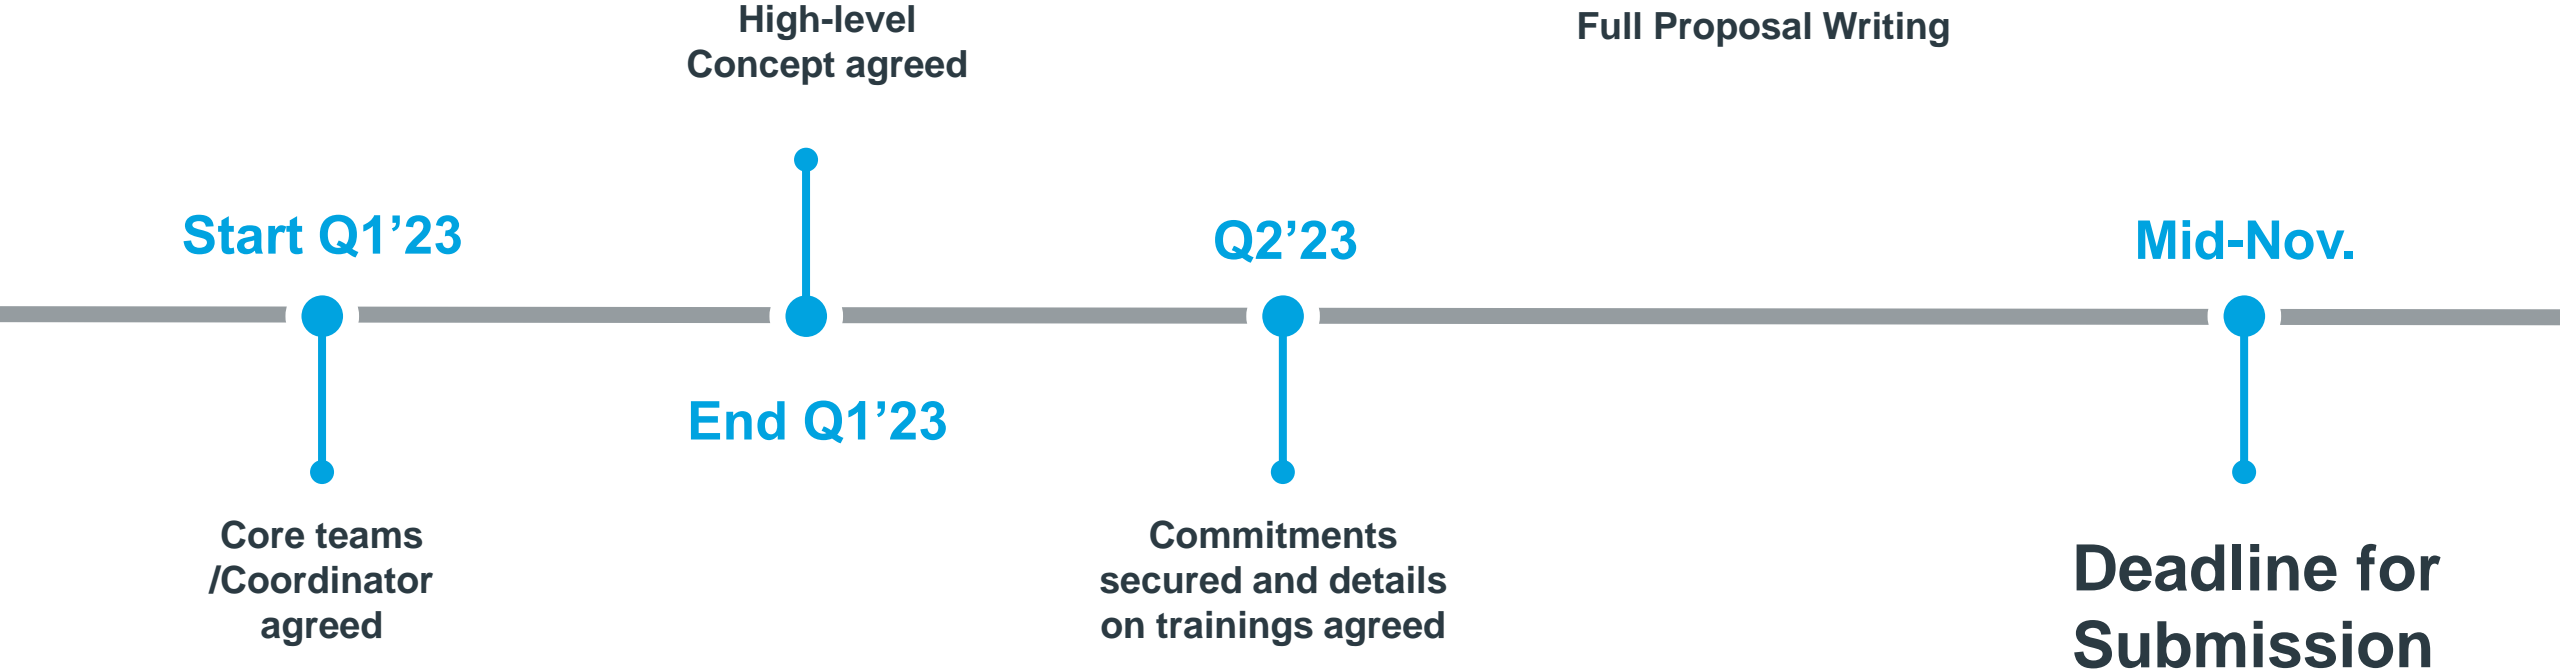 High-level
Concept agreed
Full Proposal Writing
Start Q1’23
Q2’23
Mid-Nov.
End Q1’23
Core teams
/Coordinator
agreed
Commitments
secured and details
on trainings agreed
Deadline for
Submission